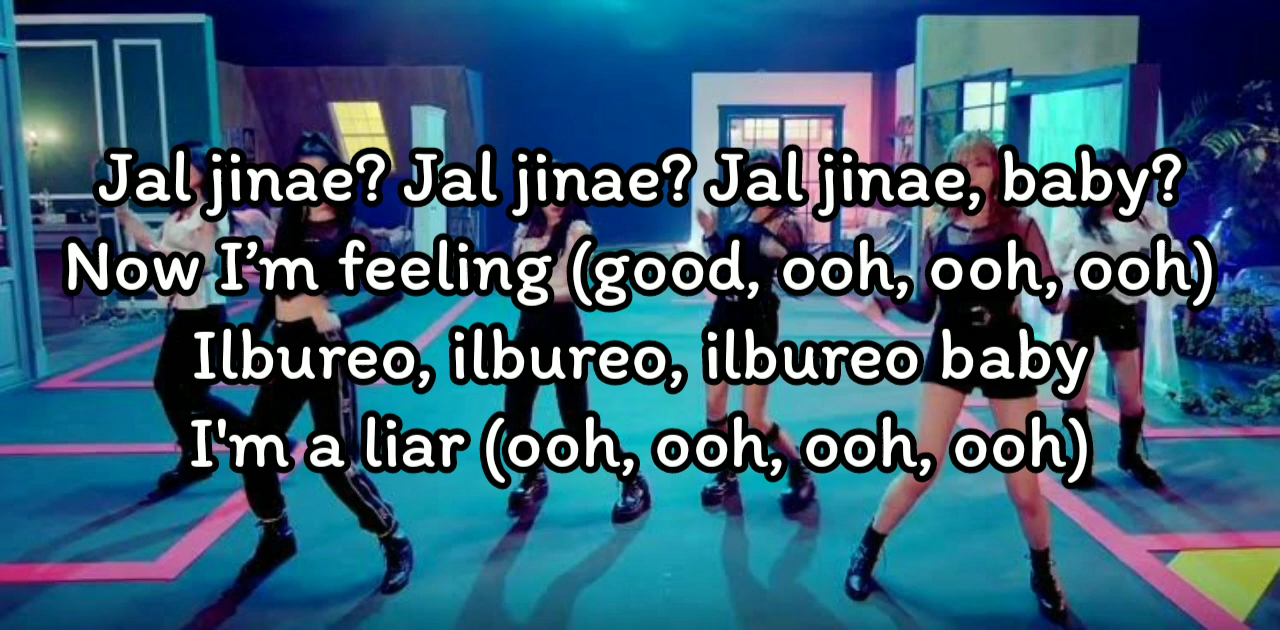 Jal jinae? Jal jinae? Jal jinae, baby?
Now I’m feeling (good, ooh, ooh, ooh)
Ilbureo, ilbureo, ilbureo baby
I'm a liar (ooh, ooh, ooh, ooh)